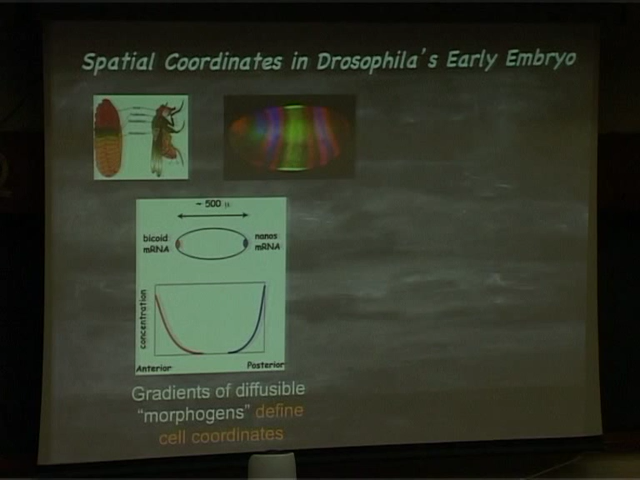 Spatial Coordinates in Drosophila's Early Embryo
~ 500 µ
bicoid
mRNA
nanos
mRNA
concentration
Anterior
Posterior
Gradients of diffusible
"morphogens" define
cell coordinates